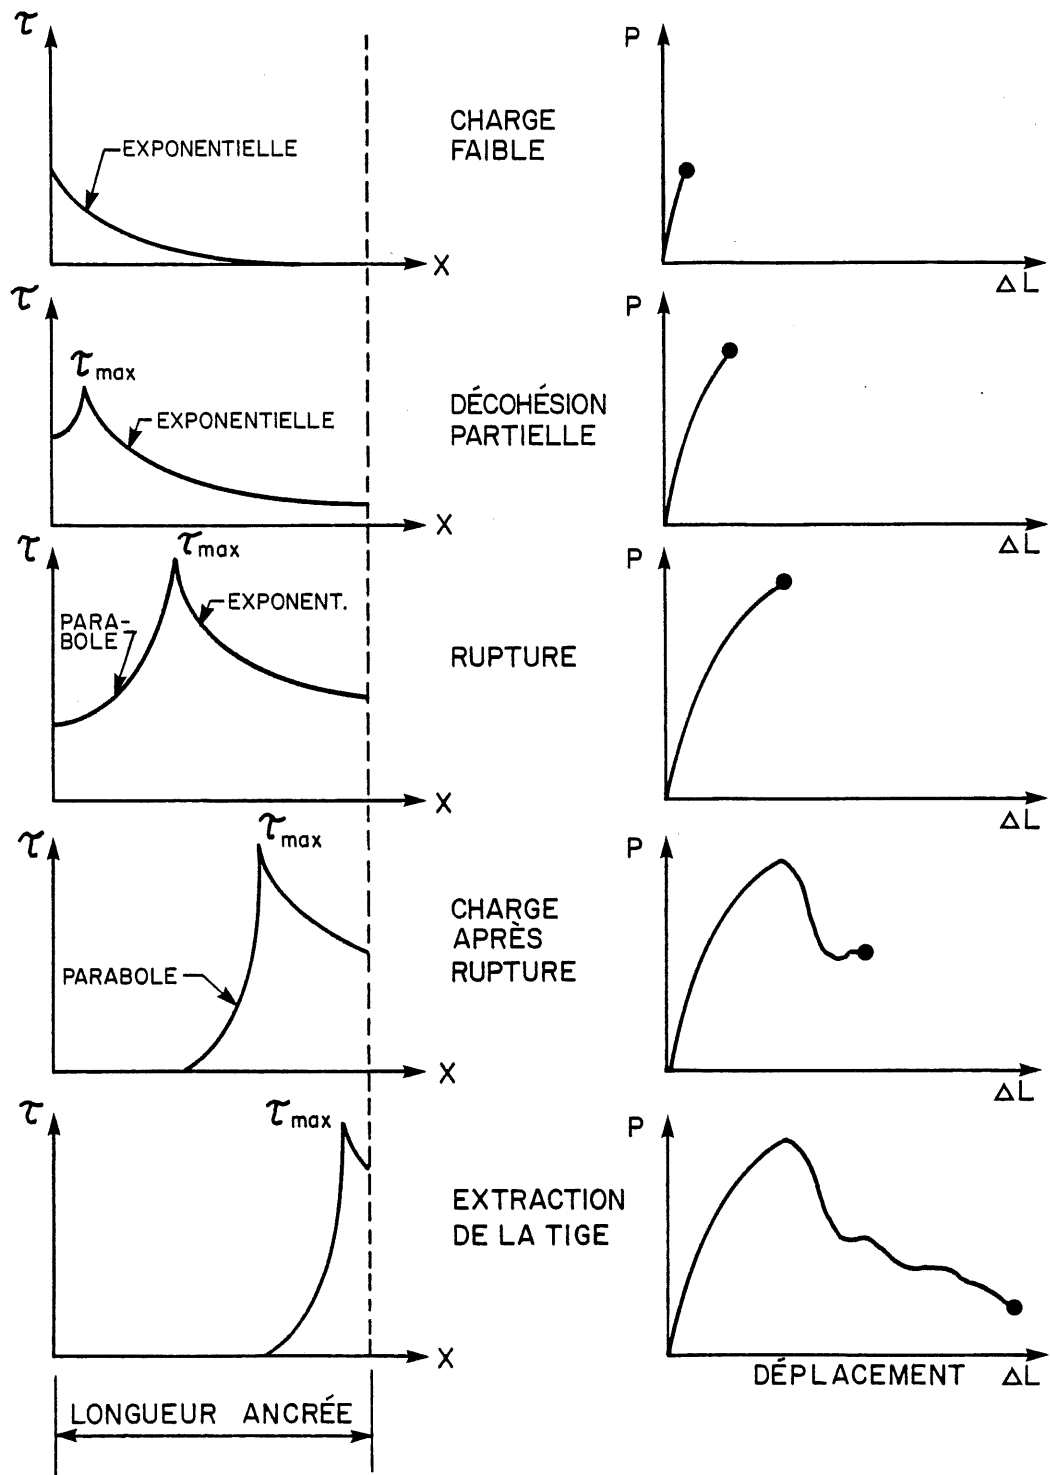 τ
EXPONENTIELLE
X
CHARGE
FAIBLE
P
ΔL
τ
τmax
EXPONENTIELLE
X
DÉCOHÉSION
PARTIELLE
P
ΔL
τ
τmax
PARA-
BOLE
EXPONENT.
X
RUPTURE
P
ΔL
τ
τmax
PARABOLE
X
CHARGE
APRÈS
RUPTURE
P
ΔL
τ
τmax
X
EXTRACTION
DE LA TIGE
P
DÉPLACEMENT ΔL
LONGUEUR ANCRÉE